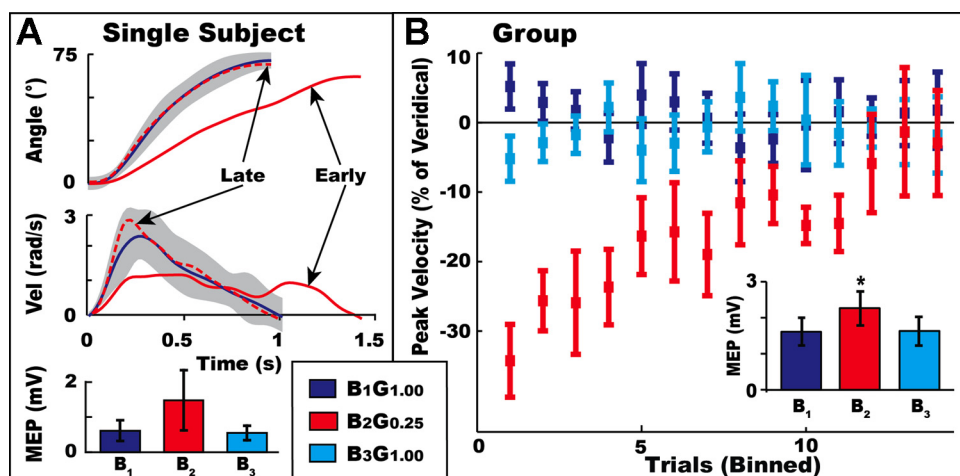 A
Single Subject
75
Angle (°)
0
Late
Early
3
Vel (rad/s)
0
0
0.5
1
1.5
Time (s)
2
MEP (mV)
0
B1
B2
B3
B1G1.00
B2G0.25
B3G1.00
B
Group
Peak Velocity (% of Veridical)
10
0
-10
-20
-30
0
5
10
Trials (Binned)
3
MEP (mV)
0
*
B1
B2
B3